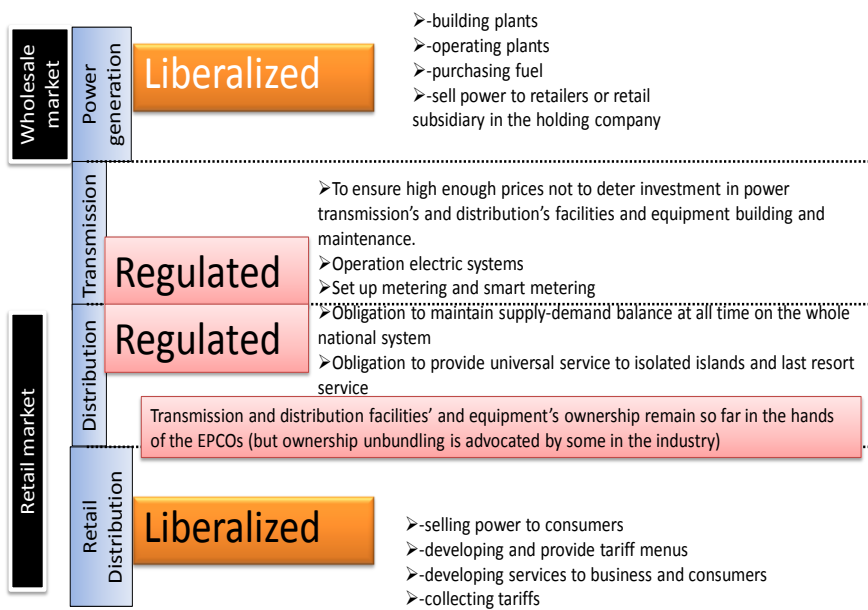 Wholesale
market
Power
generation
Liberalized
➢-building plants
➢-operating plants
➢-purchasing fuel
➢-sell power to retailers or retail
subsidiary in the holding company
Transmission
Regulated
➢To ensure high enough prices not to deter investment in power
transmission's and distribution's facilities and equipment building and
maintenance.
➢Operation electric systems
➢Set up metering and smart metering
Retail market
Distribution
Regulated
➢Obligation to maintain supply-demand balance at all time on the whole
national system
➢Obligation to provide universal service to isolated islands and last resort
service
Transmission and distribution facilities' and equipment's ownership remain so far in the hands
of the EPCOs (but ownership unbundling is advocated by some in the industry)
Retail
Distribution
Liberalized
➢-selling power to consumers
➢-developing and provide tariff menus
➢-developing services to business and consumers
➢-collecting tariffs